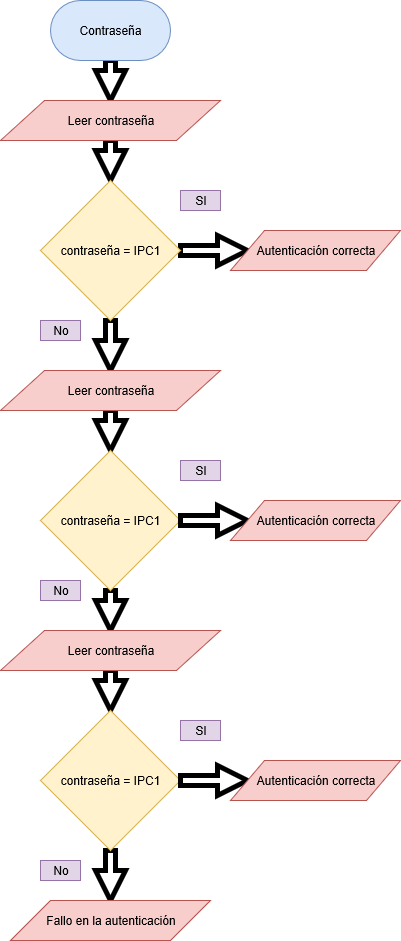 Contraseña
Leer contraseña
SI
contraseña = IPC1
Autenticación correcta
No
Leer contraseña
SI
contraseña = IPC1
Autenticación correcta
No
Leer contraseña
SI
contraseña = IPC1
Autenticación correcta
No
Fallo en la autenticación